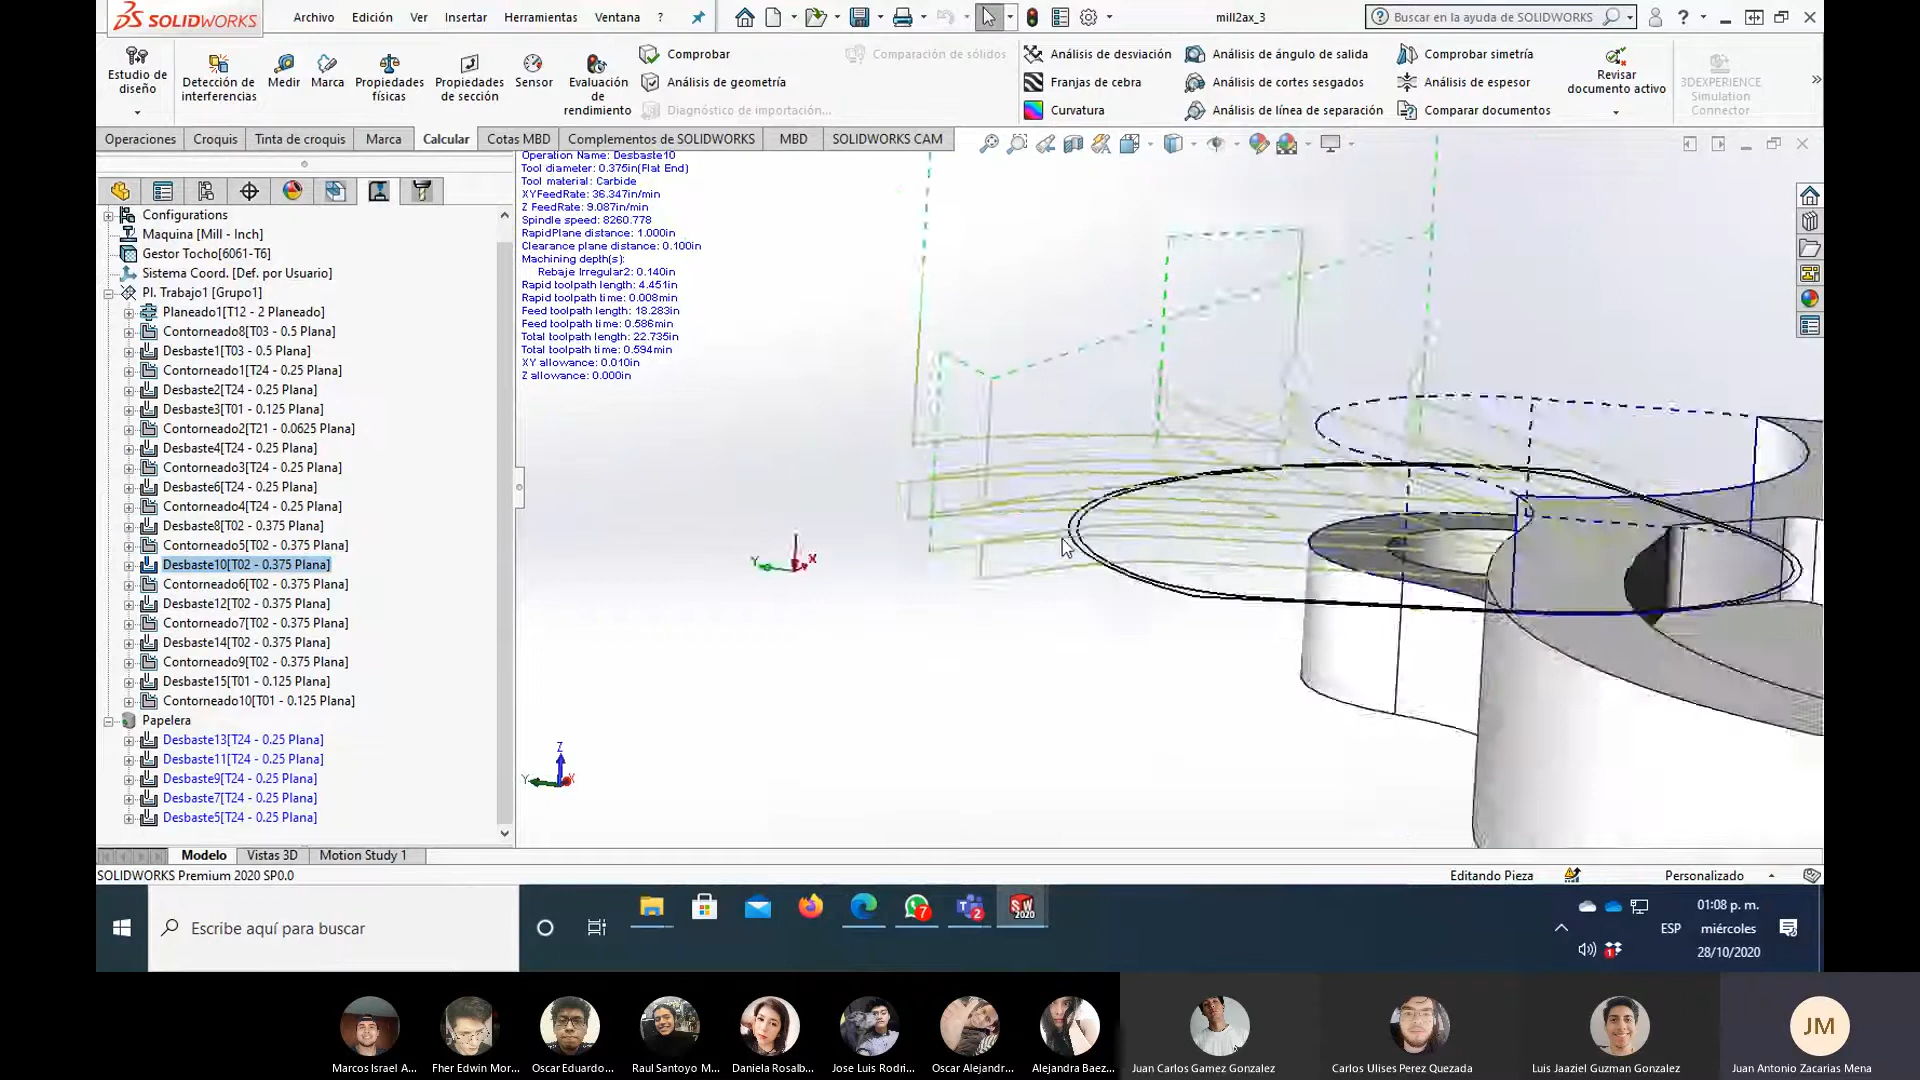 SOLIDWORKS
Archivo
Edición
Ver
Insertar
Herramientas
Ventana
?
mill2ax_3
Buscar en la ayuda de SOLIDWORKS
?
Estudio de diseño
Detección de interferencias
Medir
Marca
Propiedades físicas
Propiedades de sección
Sensor
Evaluación de rendimiento
Comprobar
Análisis de geometría
Diagnóstico de importación...
Comparación de sólidos
Análisis de desviación
Franjas de cebra
Curvatura
Análisis de ángulo de salida
Análisis de cortes sesgados
Análisis de línea de separación
Comprobar simetría
Análisis de espesor
Comparar documentos
Revisar documento activo
3DEXPERIENCE Simulation Connector
Operaciones
Croquis
Tinta de croquis
Marca
Calcular
Cotas MBD
Complementos de SOLIDWORKS
MBD
SOLIDWORKS CAM
Configurations
Maquina [Mill - Inch]
Gestor Tocho[6061-T6]
Sistema Coord. [Def. por Usuario]
Pl. Trabajo1 [Grupo1]
Planeado1[T12 - 2 Planeado]
Contorneado8[T03 - 0.5 Plana]
Desbaste1[T03 - 0.5 Plana]
Contorneado1[T24 - 0.25 Plana]
Desbaste2[T24 - 0.25 Plana]
Desbaste3[T01 - 0.125 Plana]
Contorneado2[T21 - 0.0625 Plana]
Desbaste4[T24 - 0.25 Plana]
Contorneado3[T24 - 0.25 Plana]
Desbaste6[T24 - 0.25 Plana]
Contorneado4[T24 - 0.25 Plana]
Desbaste8[T02 - 0.375 Plana]
Contorneado5[T02 - 0.375 Plana]
Desbaste10[T02 - 0.375 Plana]
Contorneado6[T02 - 0.375 Plana]
Desbaste12[T02 - 0.375 Plana]
Contorneado7[T02 - 0.375 Plana]
Desbaste14[T02 - 0.375 Plana]
Contorneado9[T02 - 0.375 Plana]
Desbaste15[T01 - 0.125 Plana]
Contorneado10[T01 - 0.125 Plana]
Papelera
Desbaste13[T24 - 0.25 Plana]
Desbaste11[T24 - 0.25 Plana]
Desbaste9[T24 - 0.25 Plana]
Desbaste7[T24 - 0.25 Plana]
Desbaste5[T24 - 0.25 Plana]
Operation Name: Desbaste10
Tool diameter: 0.375in(Flat End)
Tool material: Carbide
XYFeedRate: 36.347in/min
Z FeedRate: 9.087in/min
Spindle speed: 8260.778
RapidPlane distance: 1.000in
Clearance plane distance: 0.100in
Machining depth(s):
Rebaje Irregular2: 0.140in
Rapid toolpath length: 4.451in
Rapid toolpath time: 0.008min
Feed toolpath length: 18.283in
Feed toolpath time: 0.586min
Total toolpath length: 22.735in
Total toolpath time: 0.594min
XY allowance: 0.010in
Z allowance: 0.000in
Y
X
Z
Y
X
Modelo
Vistas 3D
Motion Study 1
SOLIDWORKS Premium 2020 SP0.0
Editando Pieza
Personalizado
Escribe aquí para buscar
7
2
SW
2020
ESP
01:08 p. m.
miércoles
28/10/2020
1
JM
Marcos Israel A...
Fher Edwin Mor...
Oscar Eduardo...
Raul Santoyo M...
Daniela Rosalb...
Jose Luis Rodri...
Oscar Alejandr...
Alejandra Baez...
Juan Carlos Gamez Gonzalez
Carlos Ulises Perez Quezada
Luis Jaaziel Guzman Gonzalez
Juan Antonio Zacarias Mena